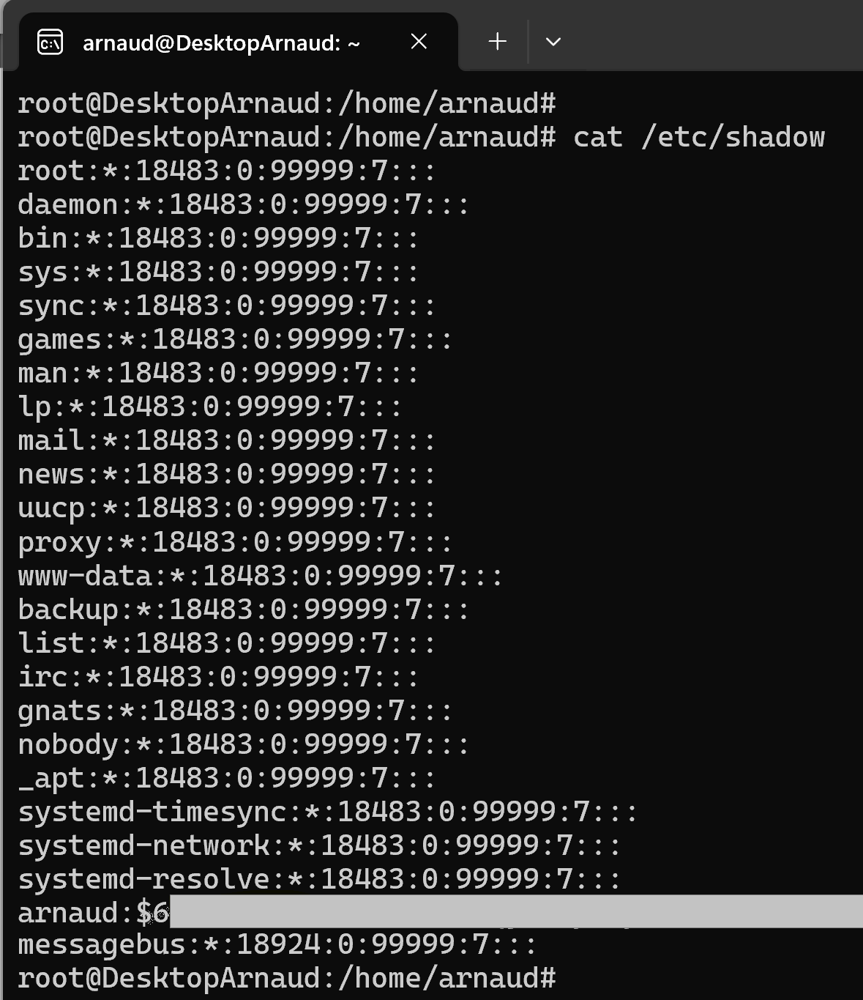 arnaud@DesktopArnaud: ~
root@DesktopArnaud:/home/arnaud#
root@DesktopArnaud:/home/arnaud# cat /etc/shadow
root:*:18483:0:99999:7:::
daemon:*:18483:0:99999:7:::
bin:*:18483:0:99999:7:::
sys:*:18483:0:99999:7:::
sync:*:18483:0:99999:7:::
games:*:18483:0:99999:7:::
man:*:18483:0:99999:7:::
lp:*:18483:0:99999:7:::
mail:*:18483:0:99999:7:::
news:*:18483:0:99999:7:::
uucp:*:18483:0:99999:7:::
proxy:*:18483:0:99999:7:::
www-data:*:18483:0:99999:7:::
backup:*:18483:0:99999:7:::
list:*:18483:0:99999:7:::
irc:*:18483:0:99999:7:::
gnats:*:18483:0:99999:7:::
nobody:*:18483:0:99999:7:::
_apt:*:18483:0:99999:7:::
systemd-timesync:*:18483:0:99999:7:::
systemd-network:*:18483:0:99999:7:::
systemd-resolve:*:18483:0:99999:7:::
arnaud:$6
messagebus:*:18924:0:99999:7:::
root@DesktopArnaud:/home/arnaud#